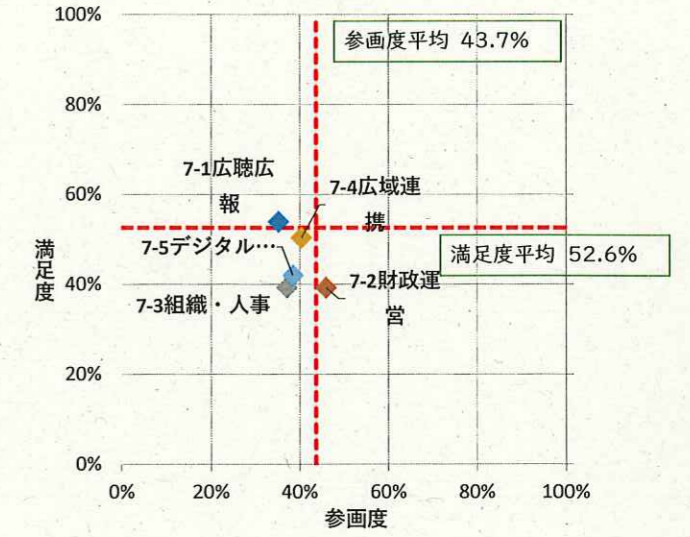 100%
参画度平均 43.7%
80%
60%
7-1広聴広
報
7-4広域連
携
7-5デジタル…
満足度平均 52.6%
満足度
40%
7-2財政運
営
7-3組織・人事
20%
0%
0% 20% 40% 60% 80% 100%
参画度